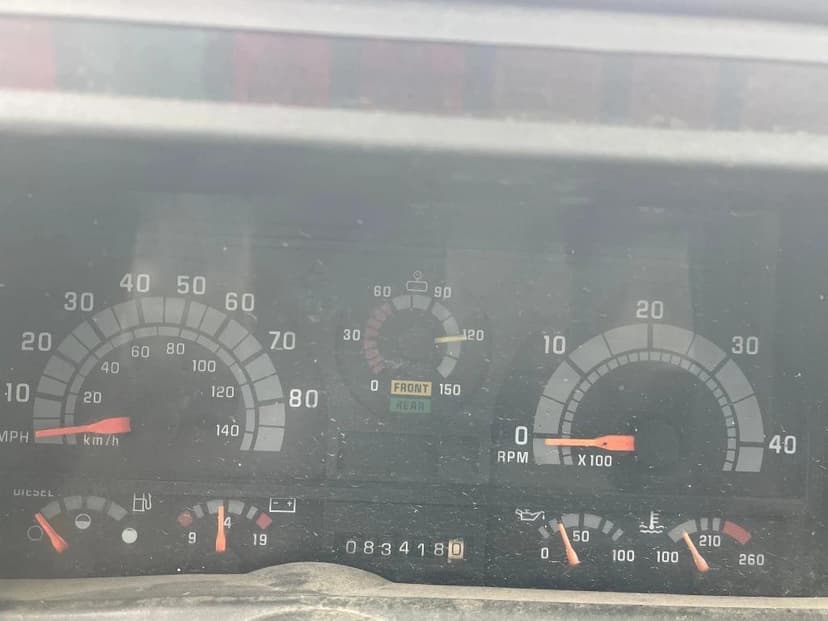 10 20 30 40 50 60 70 80
MPH
20 40 60 80 100 120 140
km/h
0 30 60 90 120 150
FRONT
REAR
0 10 20 30 40
RPM
X100
DIESEL
9 4 19
- +
083418 0
0 50 100
100 210 260